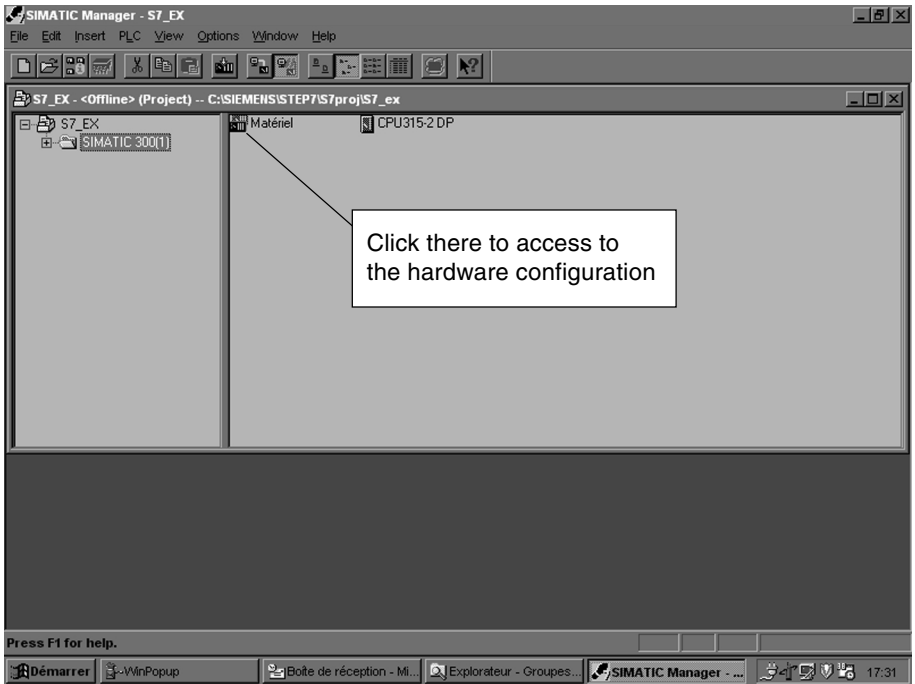 SIMATIC Manager - S7_EX
File Edit Insert PLC View Options Window Help
S7_EX - <Offline> (Project) -- C:\SIEMENS\STEP7\S7proj\S7_ex
S7_EX
SIMATIC 300(1)
Matériel
CPU315-2 DP
Click there to access to
the hardware configuration
Press F1 for help.
Démarrer
WinPopup
Boîte de réception - Mi...
Explorateur - Groupes...
SIMATIC Manager - ...
17:31